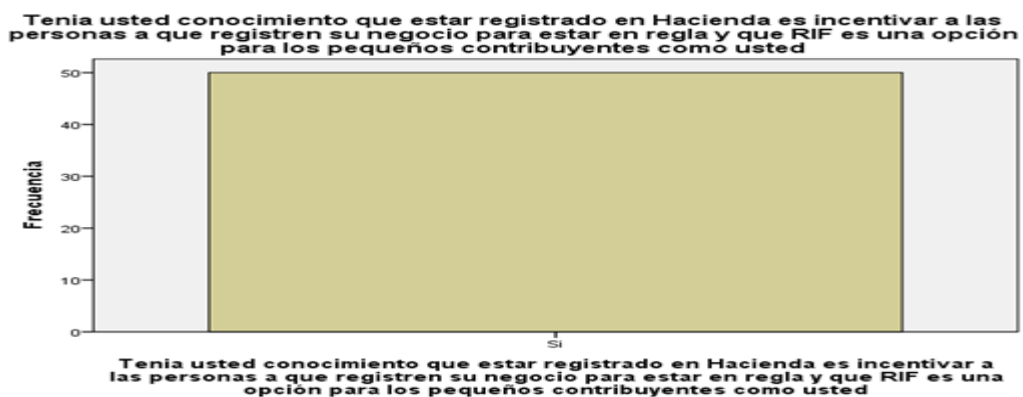 Tenia usted conocimiento que estar registrado en Hacienda es incentivar a las
personas a que registren su negocio para estar en regla y que RIF es una opción
para los pequeños contribuyentes como usted
50
40
30
20
10
0
Frecuencia
Si
Tenia usted conocimiento que estar registrado en Hacienda es incentivar a
las personas a que registren su negocio para estar en regla y que RIF es una
opción para los pequeños contribuyentes como usted